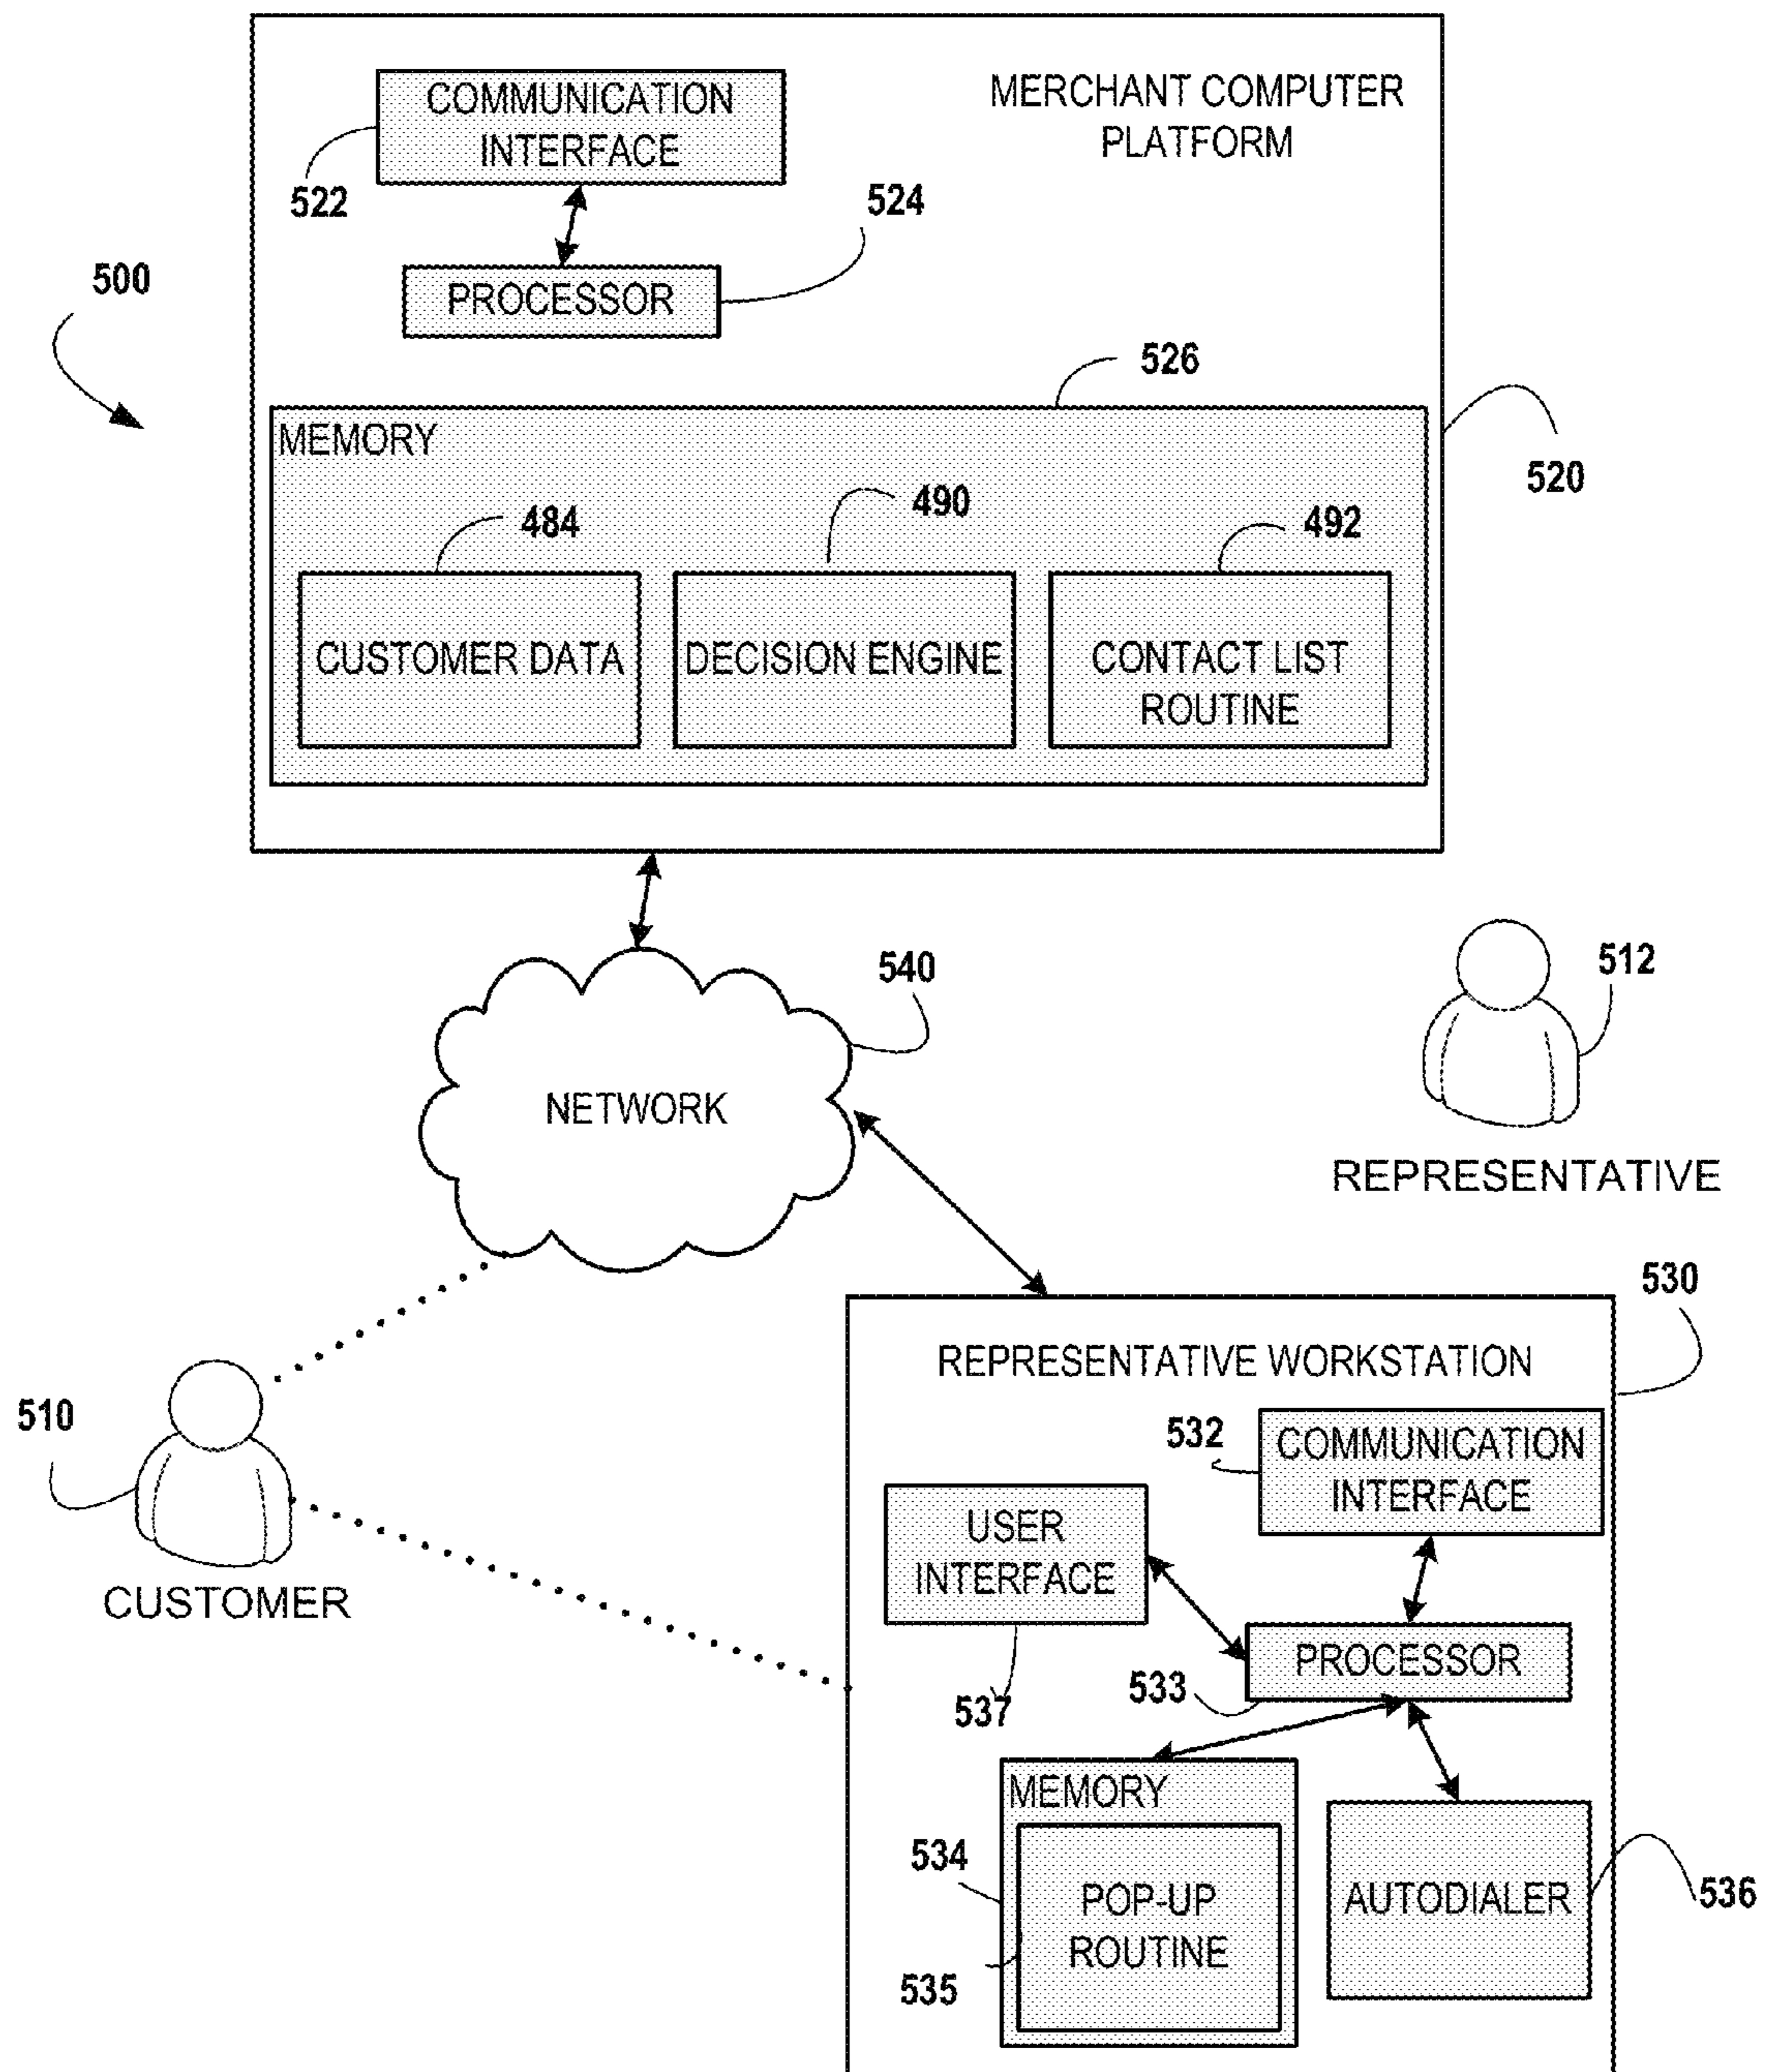 COMMUNICATION
INTERFACE
MERCHANT COMPUTER
PLATFORM
522
524
PROCESSOR
500
526
MEMORY
520
484
490
492
CUSTOMER DATA
DECISION ENGINE
CONTACT LIST
ROUTINE
540
512
NETWORK
REPRESENTATIVE
530
REPRESENTATIVE WORKSTATION
510
532
COMMUNICATION
INTERFACE
USER
INTERFACE
CUSTOMER
PROCESSOR
533
537
MEMORY
534
POP-UP
ROUTINE
535
AUTODIALER
536